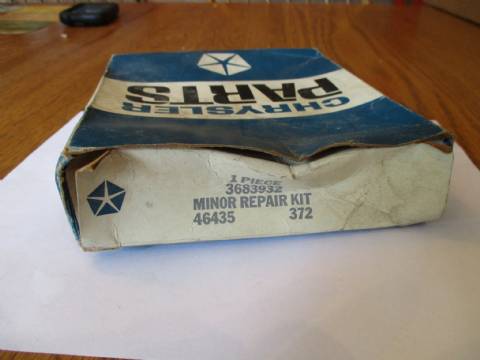 CHRYSLER
PARTS
1 PIECE
3683932
MINOR REPAIR KIT
46435 372